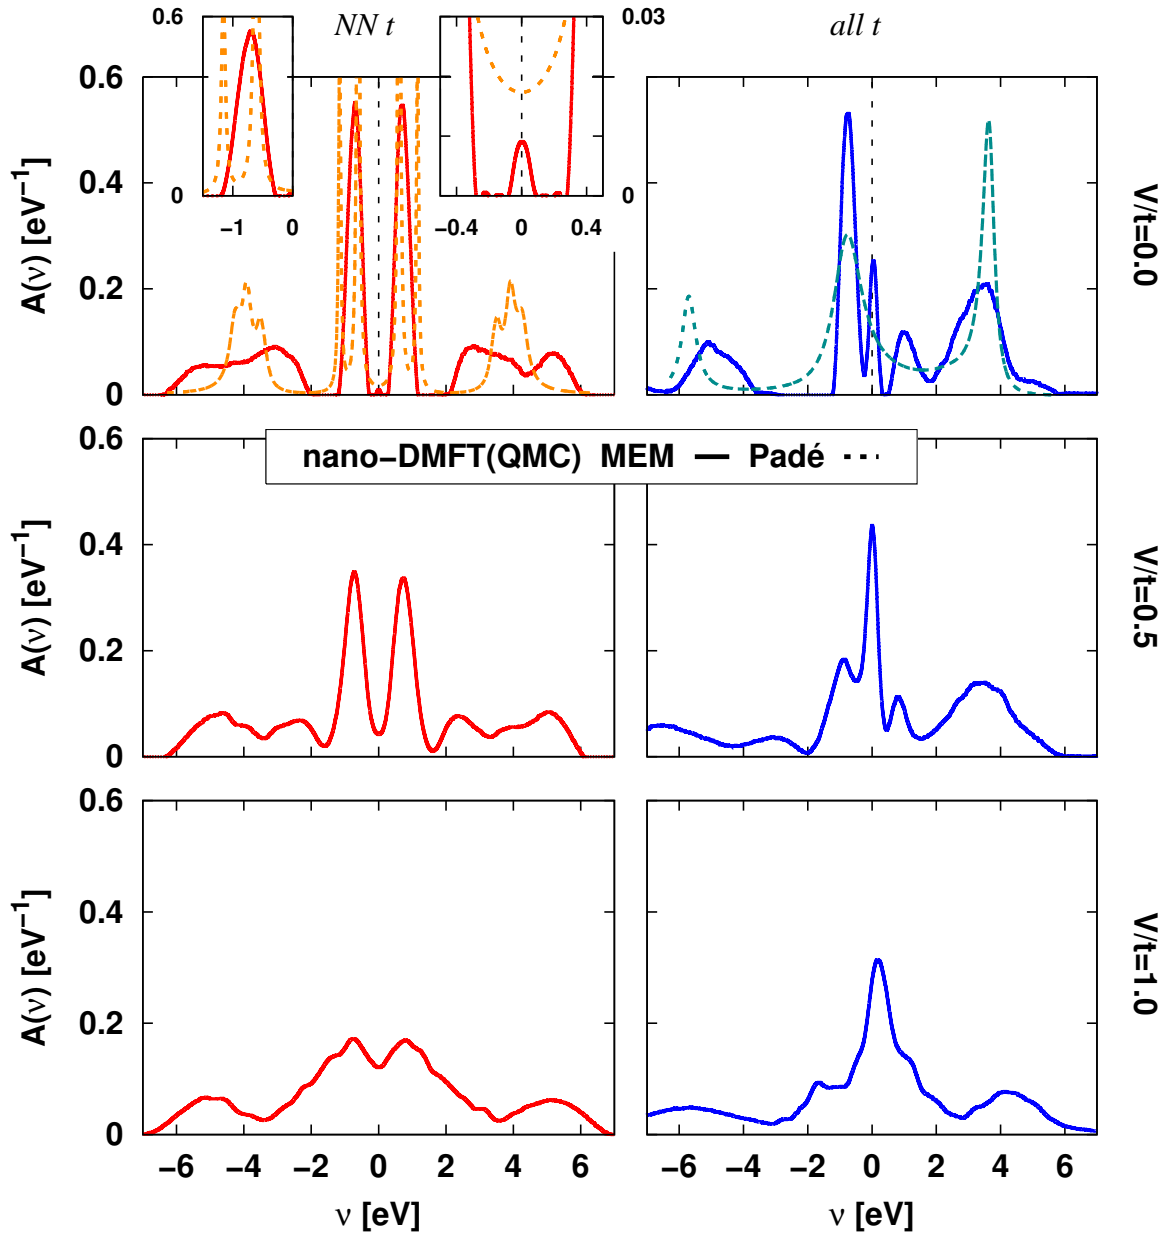 0.6
NN t
0.03
all t
0.6
0
−1
0
−0.4
0
0.4
0
0.6
0.4
0.2
0
A(ν) [eV⁻¹]
V/t=0.0
nano−DMFT(QMC) MEM Padé
0.6
0.4
0.2
0
A(ν) [eV⁻¹]
V/t=0.5
0.6
0.4
0.2
0
A(ν) [eV⁻¹]
V/t=1.0
−6 −4 −2 0 2 4 6
−6 −4 −2 0 2 4 6
ν [eV]
ν [eV]